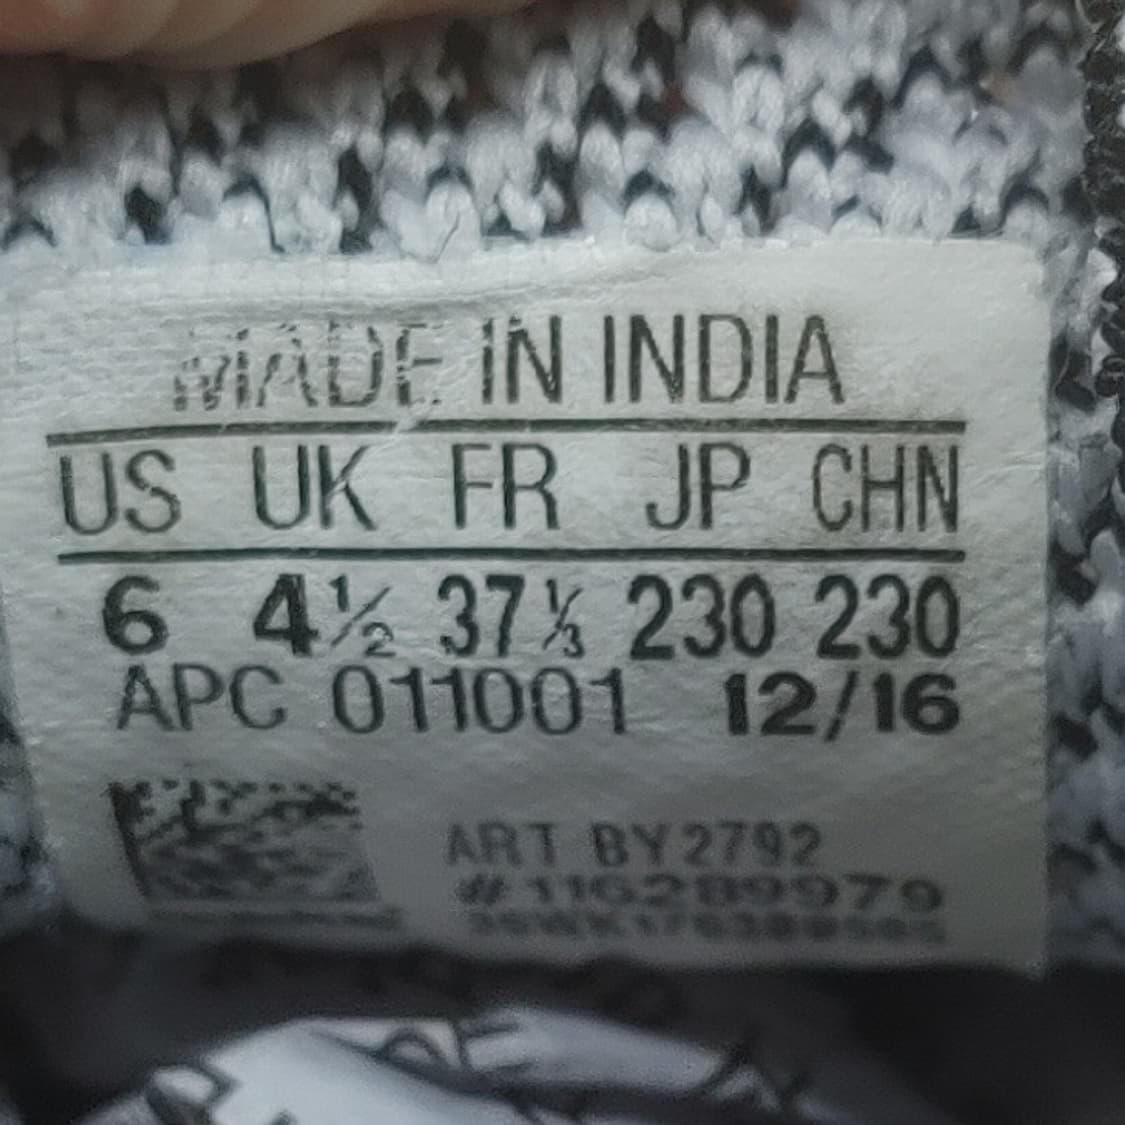 MADE IN INDIA
US UK FR JP CHN
6 4½ 37⅓ 230 230
APC 011001 12/16
ART BY2792
#116289979